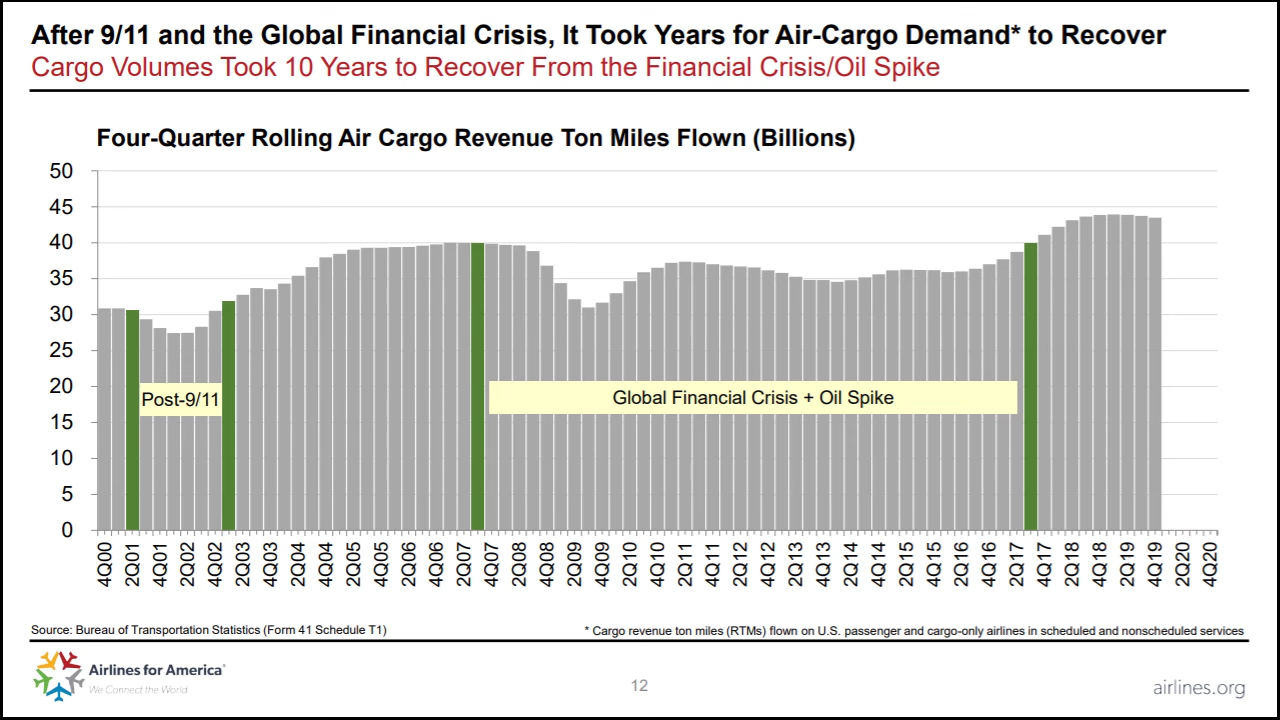 After 9/11 and the Global Financial Crisis, It Took Years for Air-Cargo Demand* to Recover
Cargo Volumes Took 10 Years to Recover From the Financial Crisis/Oil Spike
Four-Quarter Rolling Air Cargo Revenue Ton Miles Flown (Billions)
50
45
40
35
30
25
20
15
10
5
0
Post-9/11
Global Financial Crisis + Oil Spike
4Q00
2Q01
4Q01
2Q02
4Q02
2Q03
4Q03
2Q04
4Q04
2Q05
4Q05
2Q06
4Q06
2Q07
4Q07
2Q08
4Q08
2Q09
4Q09
2Q10
4Q10
2Q11
4Q11
2Q12
4Q12
2Q13
4Q13
2Q14
4Q14
2Q15
4Q15
2Q16
4Q16
2Q17
4Q17
2Q18
4Q18
2Q19
4Q19
2Q20
4Q20
Source: Bureau of Transportation Statistics (Form 41 Schedule T1)
* Cargo revenue ton miles (RTMs) flown on U.S. passenger and cargo-only airlines in scheduled and nonscheduled services
Airlines for America®
We Connect the World
12
airlines.org